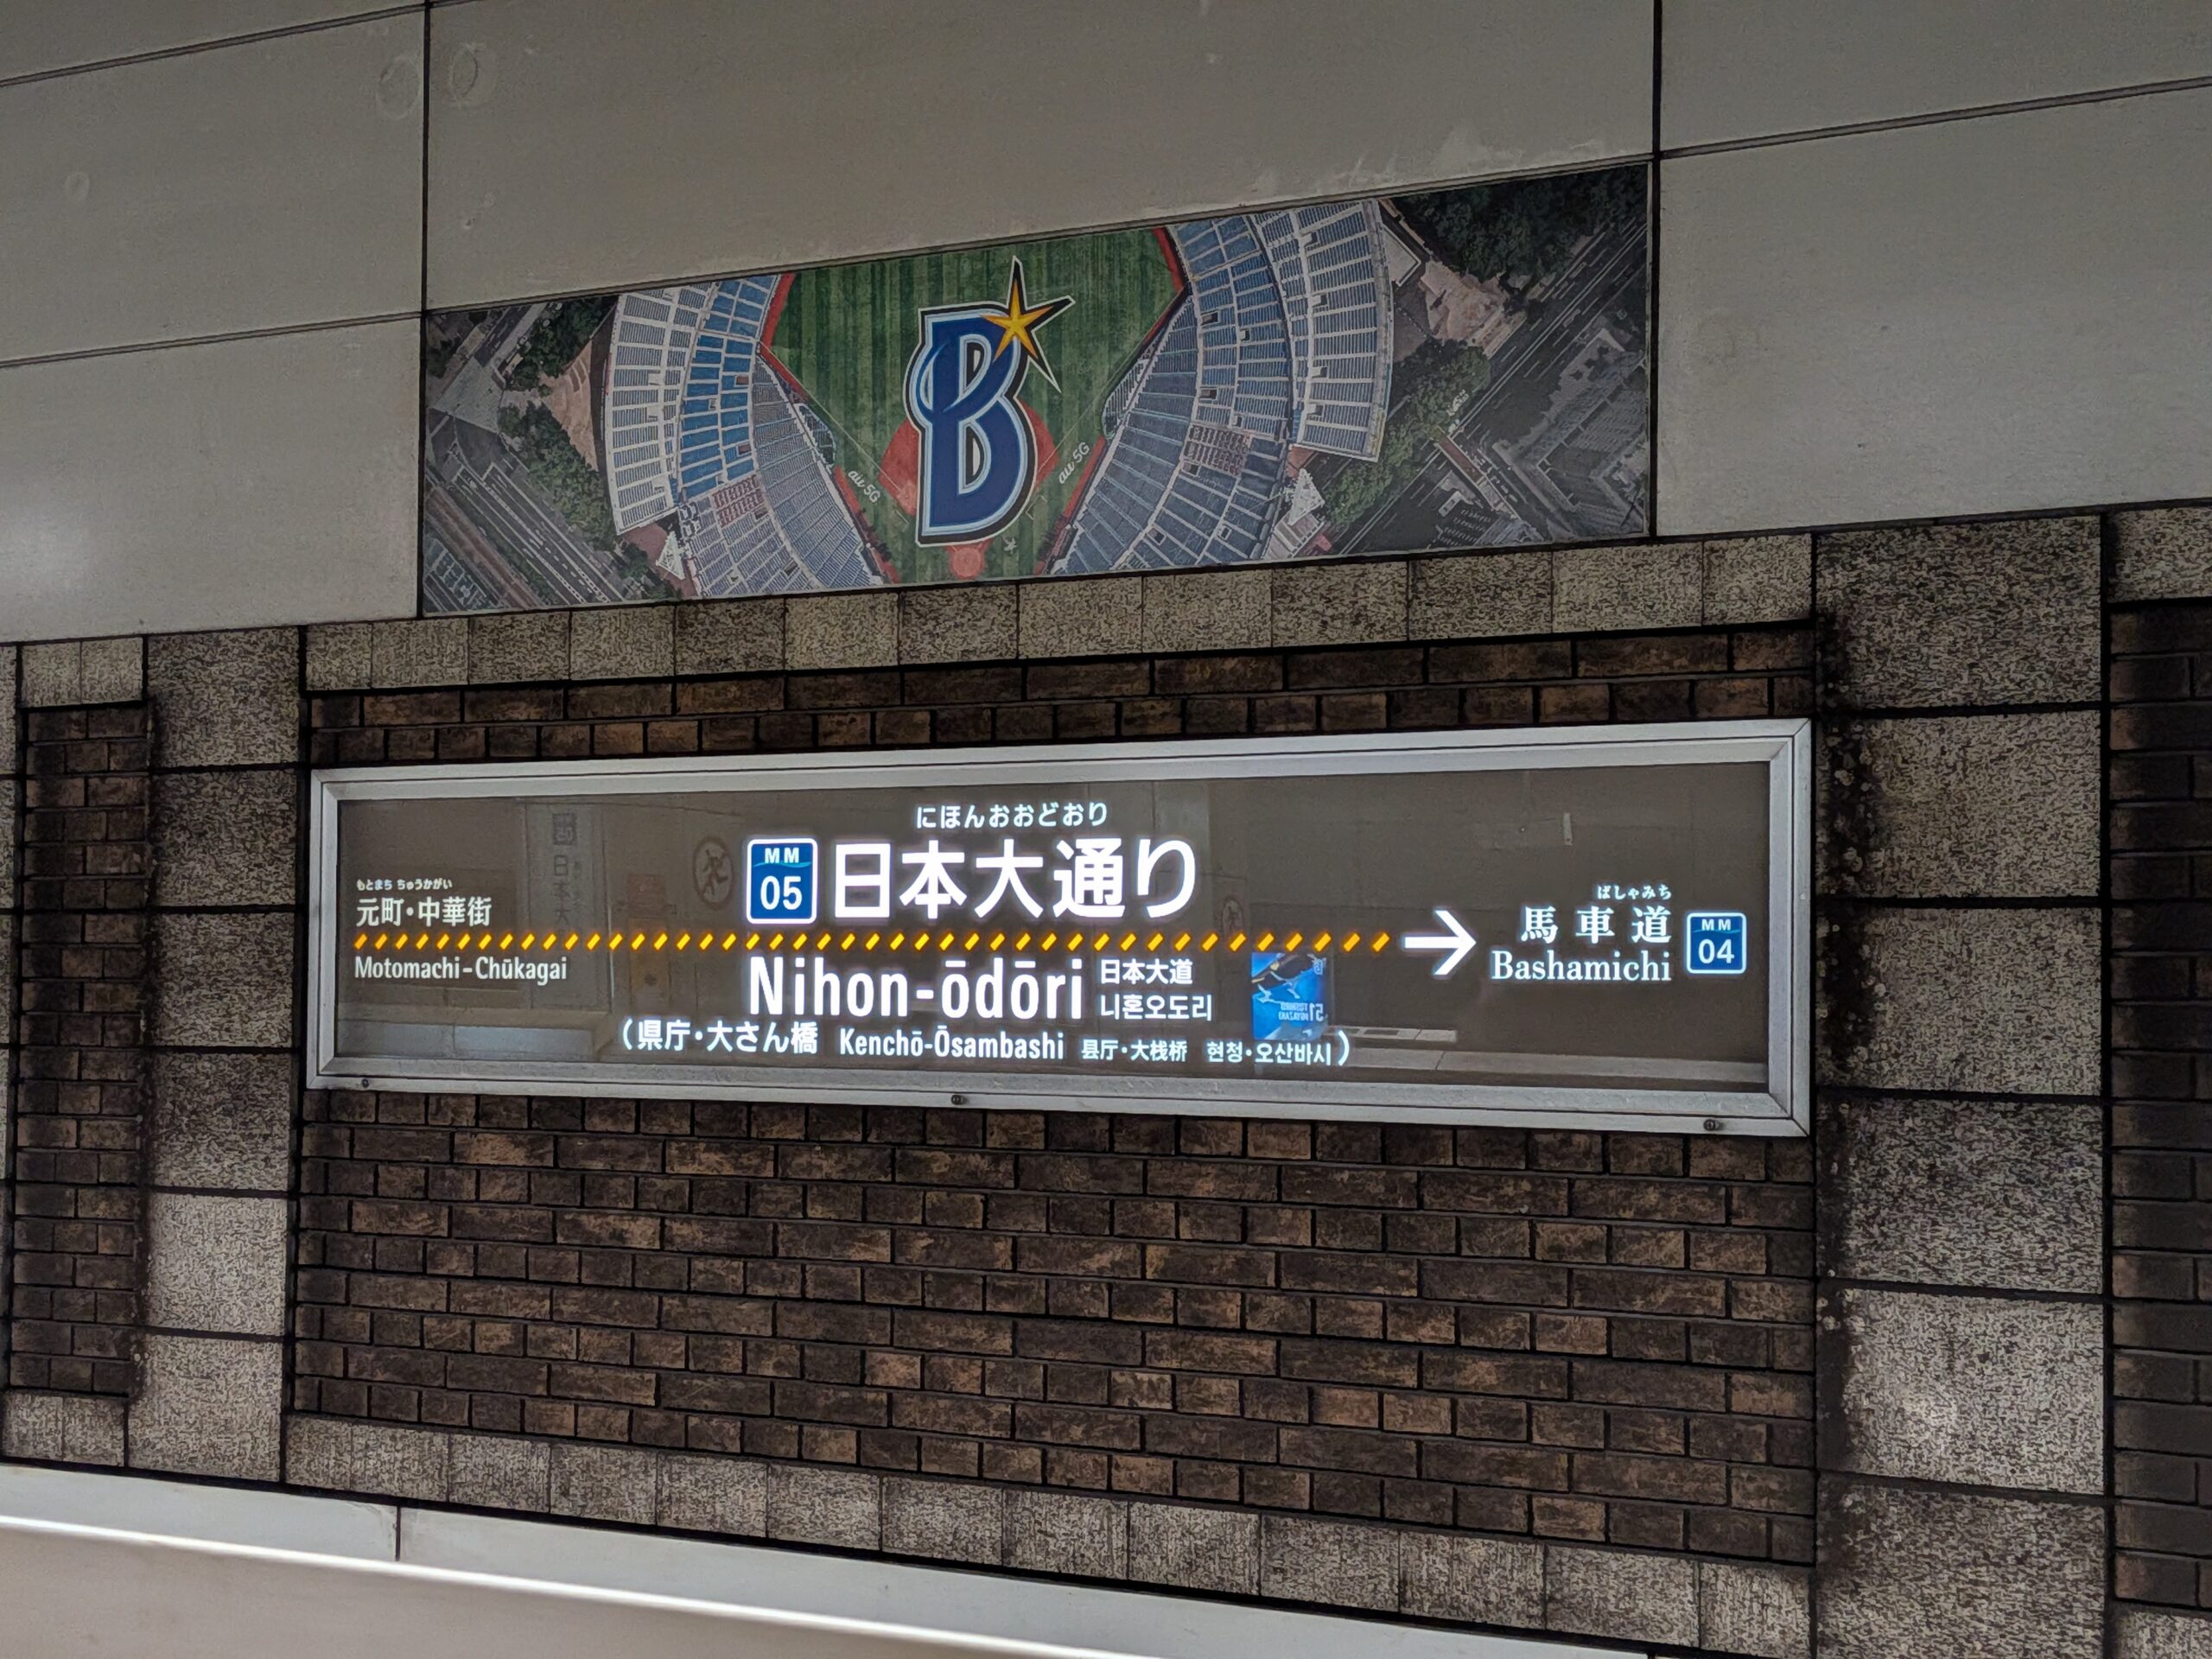 B
au 5G
au 5G
にほんおおどおり
MM
05
日本大通り
もとまち ちゅうかがい
元町・中華街
Motomachi-Chūkagai
Nihon-ōdōri
日本大道
니혼오도리
(県庁・大さん橋 Kenchō-Ōsambashi 县厅・大栈桥 현청・오산바시)
ばしゃみち
馬車道
Bashamichi
MM
04